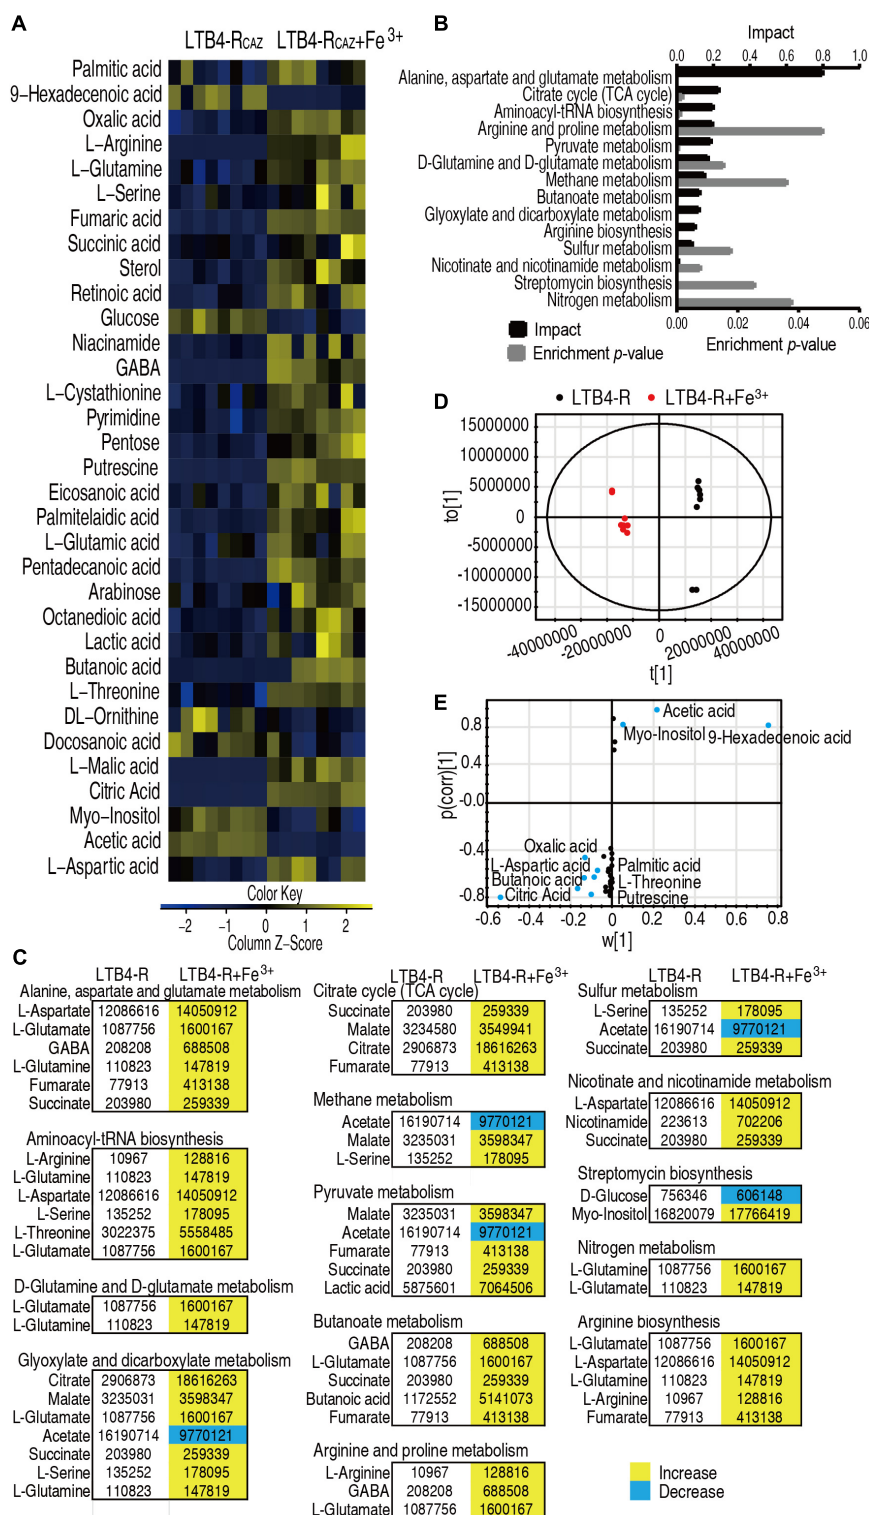 A
LTB4-RCAZ LTB4-RCAZ+Fe3+
Palmitic acid
9-Hexadecenoic acid
Oxalic acid
L-Arginine
L-Glutamine
L-Serine
Fumaric acid
Succinic acid
Sterol
Retinoic acid
Glucose
Niacinamide
GABA
L-Cystathionine
Pyrimidine
Pentose
Putrescine
Eicosanoic acid
Palmitelaidic acid
L-Glutamic acid
Pentadecanoic acid
Arabinose
Octanedioic acid
Lactic acid
Butanoic acid
L-Threonine
DL-Ornithine
Docosanoic acid
L-Malic acid
Citric Acid
Myo-Inositol
Acetic acid
L-Aspartic acid
Color Key
-2 -1 0 1 2
Column Z-Score
B
Impact
0.0 0.2 0.4 0.6 0.8 1.0
Alanine, aspartate and glutamate metabolism
Citrate cycle (TCA cycle)
Aminoacyl-tRNA biosynthesis
Arginine and proline metabolism
Pyruvate metabolism
D-Glutamine and D-glutamate metabolism
Methane metabolism
Butanoate metabolism
Glyoxylate and dicarboxylate metabolism
Arginine biosynthesis
Sulfur metabolism
Nicotinate and nicotinamide metabolism
Streptomycin biosynthesis
Nitrogen metabolism
0.00 0.02 0.04 0.06
Impact
Enrichment p-value
Enrichment p-value
D
LTB4-R LTB4-R+Fe3+
15000000
10000000
5000000
0
-5000000
-10000000
-15000000
to[1]
-40000000 -20000000 0 20000000 40000000
t[1]
E
p(corr)[1]
0.8
0.4
-0.0
-0.4
-0.8
Acetic acid
Myo-Inositol
9-Hexadecenoic acid
Oxalic acid
L-Aspartic acid
Palmitic acid
Butanoic acid
L-Threonine
Citric Acid
Putrescine
-0.6 -0.4 -0.2 0 0.2 0.4 0.6 0.8
w[1]
C
LTB4-R LTB4-R+Fe3+
Alanine, aspartate and glutamate metabolism
L-Aspartate 12086616 14050912
L-Glutamate 1087756 1600167
GABA 208208 688508
L-Glutamine 110823 147819
Fumarate 77913 413138
Succinate 203980 259339
Aminoacyl-tRNA biosynthesis
L-Arginine 10967 128816
L-Glutamine 110823 147819
L-Aspartate 12086616 14050912
L-Serine 135252 178095
L-Threonine 3022375 5558485
L-Glutamate 1087756 1600167
D-Glutamine and D-glutamate metabolism
L-Glutamate 1087756 1600167
L-Glutamine 110823 147819
Glyoxylate and dicarboxylate metabolism
Citrate 2906873 18616263
Malate 3235031 3598347
L-Glutamate 1087756 1600167
Acetate 16190714 9770121
Succinate 203980 259339
L-Serine 135252 178095
L-Glutamine 110823 147819
LTB4-R LTB4-R+Fe3+
Citrate cycle (TCA cycle)
Succinate 203980 259339
Malate 3234580 3549941
Citrate 2906873 18616263
Fumarate 77913 413138
Methane metabolism
Acetate 16190714 9770121
Malate 3235031 3598347
L-Serine 135252 178095
Pyruvate metabolism
Malate 3235031 3598347
Acetate 16190714 9770121
Fumarate 77913 413138
Succinate 203980 259339
Lactic acid 5875601 7064506
Butanoate metabolism
GABA 208208 688508
L-Glutamate 1087756 1600167
Succinate 203980 259339
Butanoic acid 1172552 5141073
Fumarate 77913 413138
Arginine and proline metabolism
L-Arginine 10967 128816
GABA 208208 688508
L-Glutamate 1087756 1600167
LTB4-R LTB4-R+Fe3+
Sulfur metabolism
L-Serine 135252 178095
Acetate 16190714 9770121
Succinate 203980 259339
Nicotinate and nicotinamide metabolism
L-Aspartate 12086616 14050912
Nicotinamide 223613 702206
Succinate 203980 259339
Streptomycin biosynthesis
D-Glucose 756346 606148
Myo-Inositol 16820079 17766419
Nitrogen metabolism
L-Glutamine 1087756 1600167
L-Glutamate 110823 147819
Arginine biosynthesis
L-Glutamate 1087756 1600167
L-Aspartate 12086616 14050912
L-Glutamine 110823 147819
L-Arginine 10967 128816
Fumarate 77913 413138
Increase
Decrease